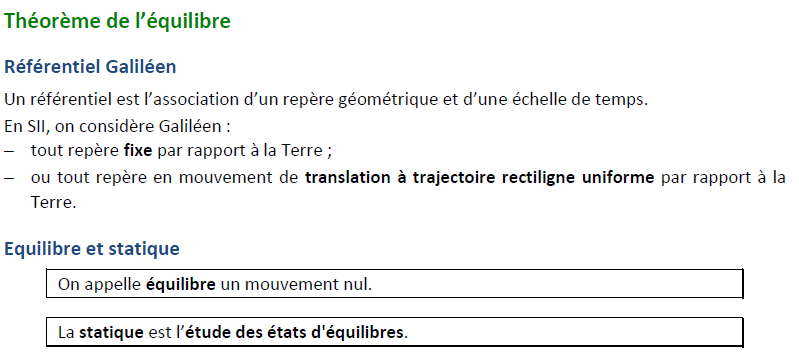 Théorème de l’équilibre
Référentiel Galiléen
Un référentiel est l’association d’un repère géométrique et d’une échelle de temps.
En SII, on considère Galiléen :
− tout repère fixe par rapport à la Terre ;
− ou tout repère en mouvement de translation à trajectoire rectiligne uniforme par rapport à la
Terre.
Equilibre et statique
On appelle équilibre un mouvement nul.
La statique est l’étude des états d'équilibres.